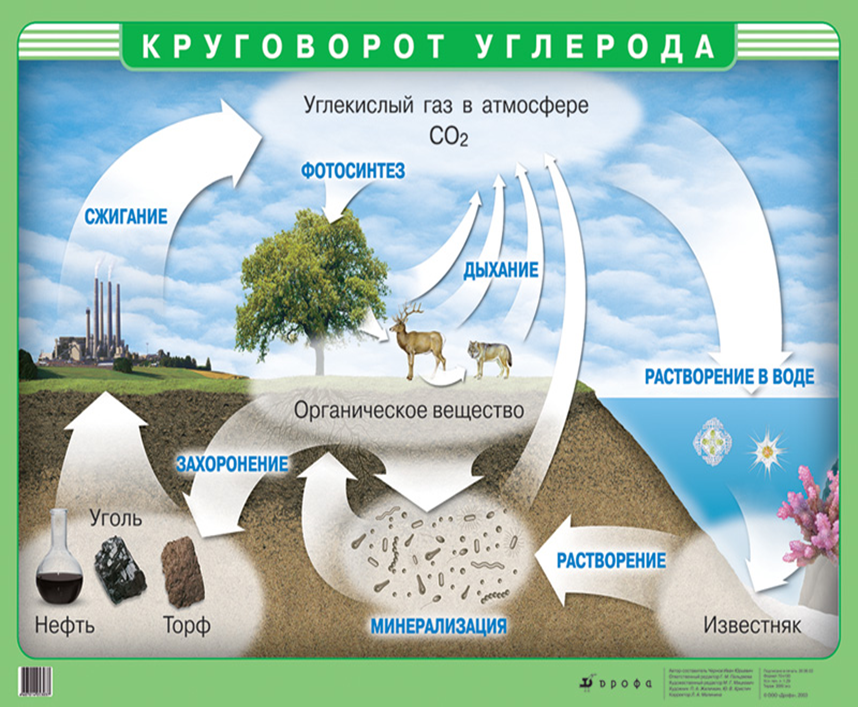 КРУГОВОРОТ УГЛЕРОДА
Углекислый газ в атмосфере
CO2
ФОТОСИНТЕЗ
СЖИГАНИЕ
ДЫХАНИЕ
РАСТВОРЕНИЕ В ВОДЕ
Органическое вещество
ЗАХОРОНЕНИЕ
Уголь
РАСТВОРЕНИЕ
Нефть
Торф
МИНЕРАЛИЗАЦИЯ
Известняк
дрофа